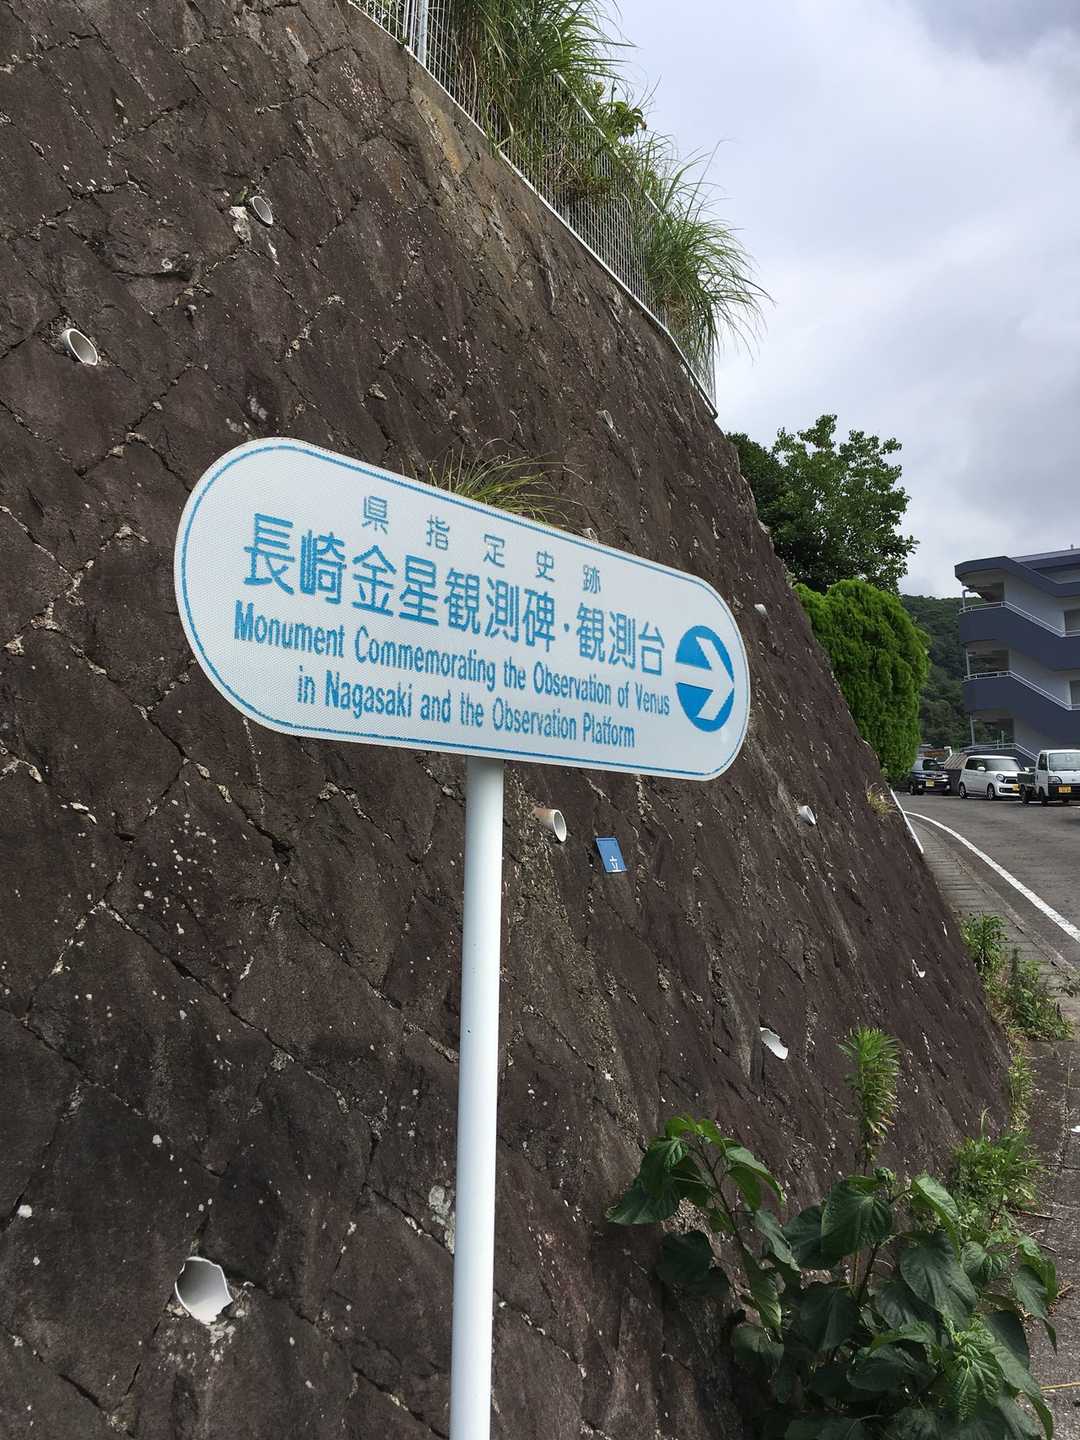 県指定史跡
長崎金星観測碑・観測台
Monument Commemorating the Observation of Venus
in Nagasaki and the Observation Platform
立